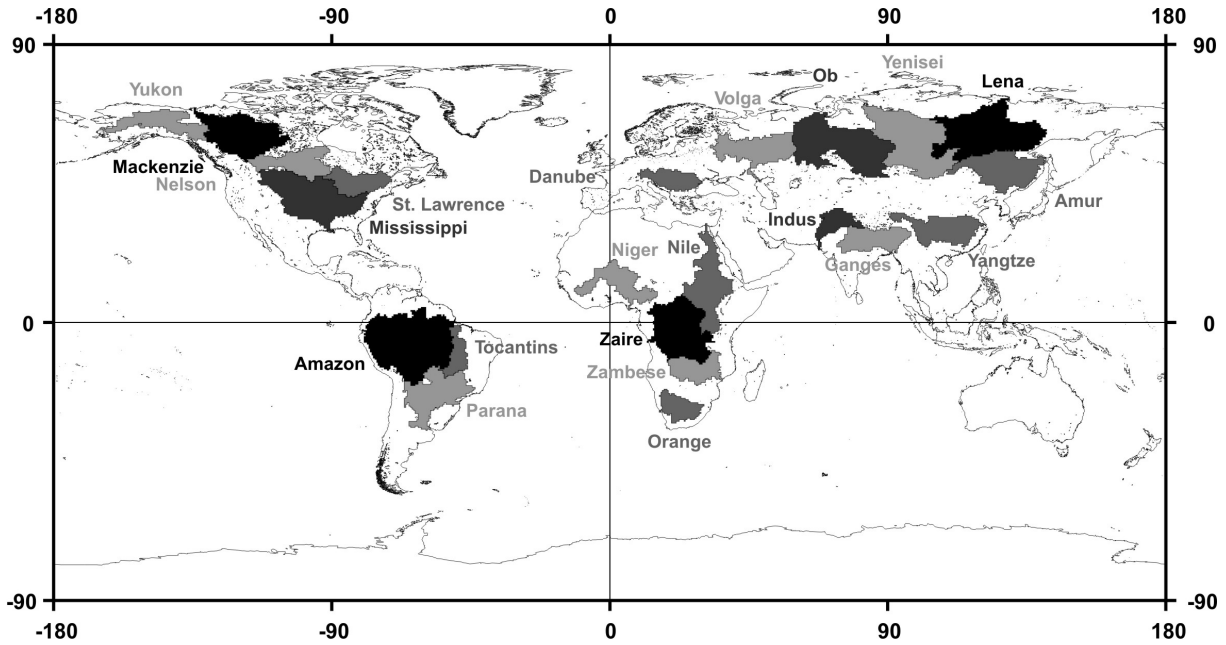 -180 -90 0 90 180
90 90
Ob Yenisei
Lena
Yukon
Volga
Mackenzie
Nelson
Danube
St. Lawrence
Amur
Mississippi
Indus
Niger Nile
Ganges Yangtze
0 0
Zaire
Tocantins
Amazon
Zambese
Parana
Orange
-90 -90
-180 -90 0 90 180